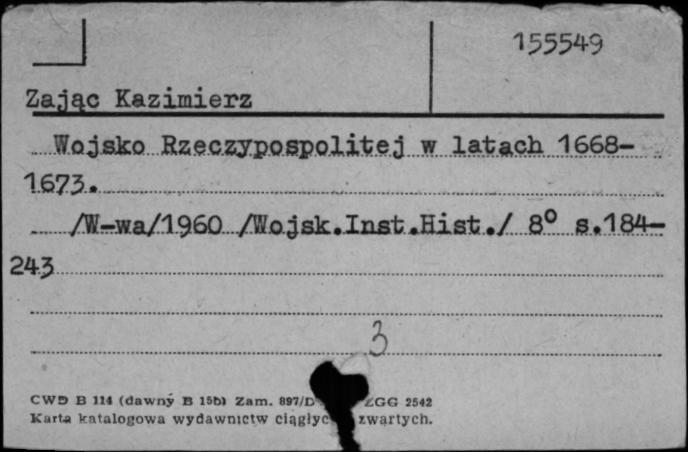 155549
Zając Kazimierz
Wojsko Rzeczypospolitej w latach 1668-
1673.
/W-wa/1960 /Wojsk.Inst.Hist./ 8° s.184-
243
3
CWD B 114 (dawny B 15b) Zam. 897/D ZGG 2542
Karta katalogowa wydawnictw ciągłyc zwartych.